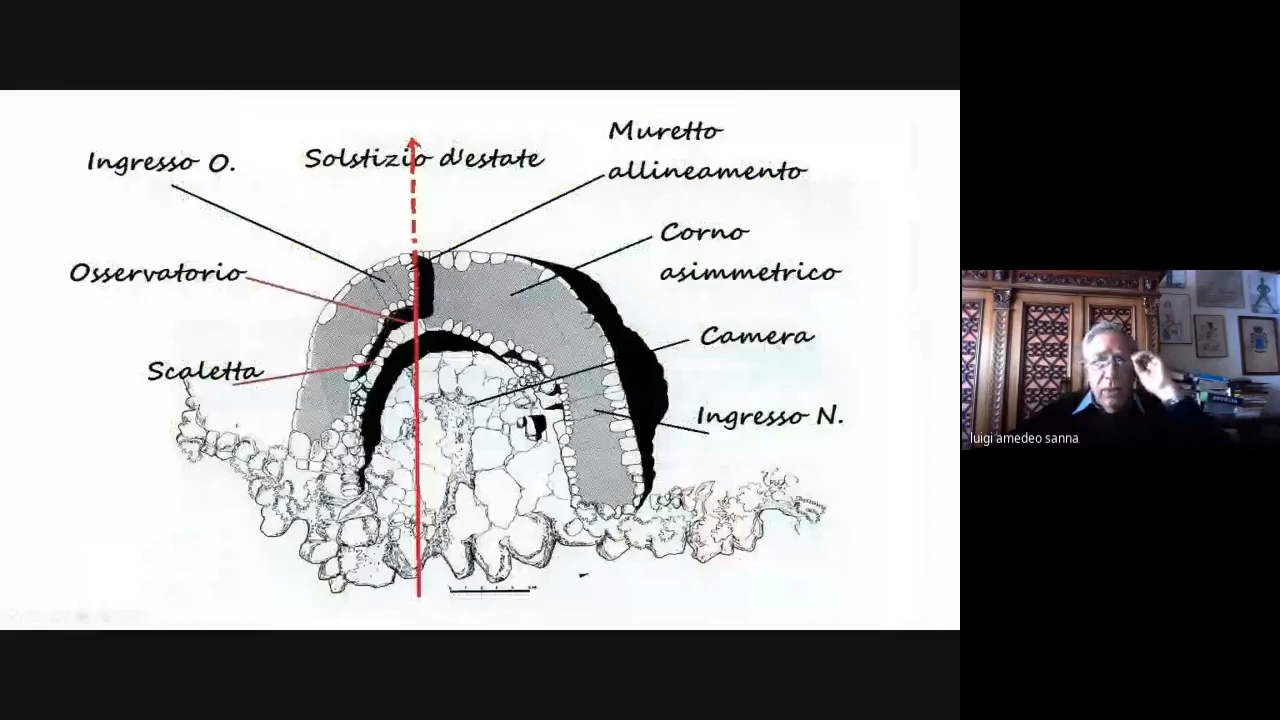 Muretto
allineamento
Ingresso O.
Solstizio d'estate
Corno
asimmetrico
Osservatorio
Camera
Scaletta
Ingresso N.
luigi amedeo sanna